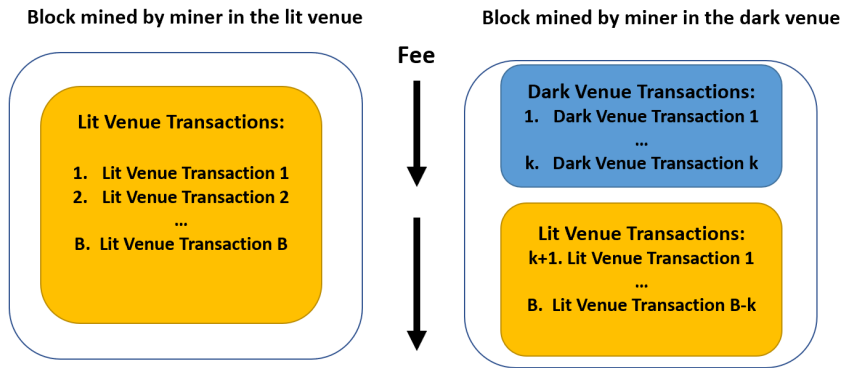 Block mined by miner in the lit venue
Block mined by miner in the dark venue
Fee
Lit Venue Transactions:
1. Lit Venue Transaction 1
2. Lit Venue Transaction 2
...
B. Lit Venue Transaction B
Dark Venue Transactions:
1. Dark Venue Transaction 1
...
k. Dark Venue Transaction k
Lit Venue Transactions:
k+1. Lit Venue Transaction 1
...
B. Lit Venue Transaction B-k